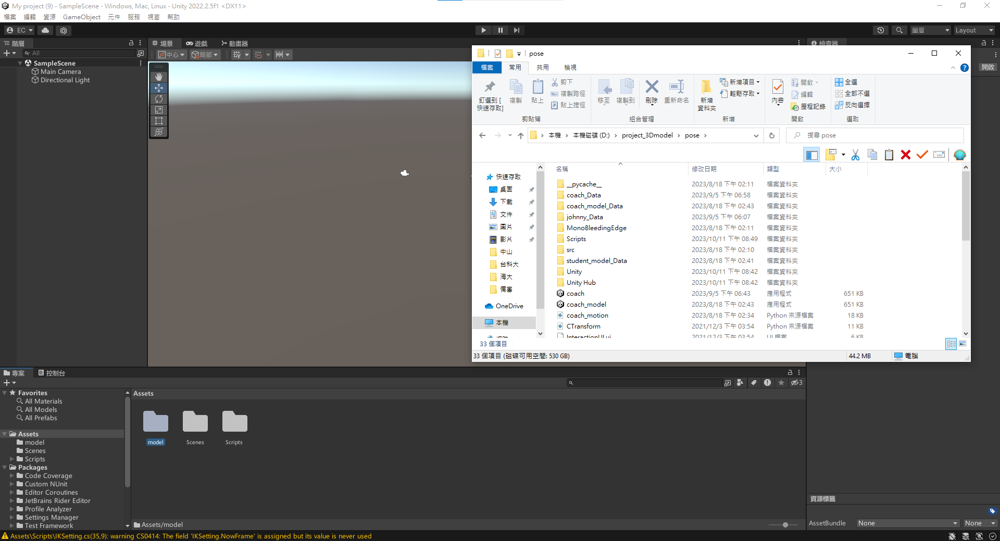 My project (9) - SampleScene - Windows, Mac, Linux - Unity 2022.2.5f1 <DX11>
檔案 編輯 資源 GameObject 元件 服務 視窗 幫助
EC
圖層 Layout
階層
All
SampleScene
Main Camera
Directional Light
場景 遊戲 動畫器
中心 局部
檢查器
開啟
pose
檔案 常用 共用 檢視
釘選到 [快速存取]
複製
貼上
剪下
複製路徑
貼上捷徑
剪貼簿
移至
複製到
刪除
重新命名
組合管理
新增資料夾
新增項目
輕鬆存取
新增
內容
開啟
編輯
歷程記錄
開啟
全選
全部不選
反向選擇
選取
本機 本機磁碟 (D:) project_3Dmodel pose
搜尋 pose
快速存取
桌面
下載
文件
圖片
影片
中山
台科大
海大
備審
OneDrive
本機
名稱 修改日期 類型 大小
__pycache__ 2023/8/18 下午 02:11 檔案資料夾
coach_Data 2023/9/5 下午 06:58 檔案資料夾
coach_model_Data 2023/8/18 下午 02:43 檔案資料夾
johnny_Data 2023/9/5 下午 06:07 檔案資料夾
MonoBleedingEdge 2023/8/18 下午 02:11 檔案資料夾
Scripts 2023/10/11 下午 08:49 檔案資料夾
src 2023/8/18 下午 02:10 檔案資料夾
student_model_Data 2023/8/18 下午 02:41 檔案資料夾
Unity 2023/10/11 下午 08:42 檔案資料夾
Unity Hub 2023/10/11 下午 08:42 檔案資料夾
coach 2023/9/5 下午 06:43 應用程式 651 KB
coach_model 2023/8/18 下午 02:43 應用程式 651 KB
coach_motion 2023/8/18 下午 02:34 Python 來源檔案 18 KB
CTransform 2021/12/3 下午 03:54 Python 來源檔案 11 KB
InteractionUI.ui 2021/12/3 下午 03:54 UI 檔案 6 KB
33 個項目
33 個項目 (磁碟可用空間: 530 GB) 44.2 MB 電腦
專案 控制台
3
Favorites
All Materials
All Models
All Prefabs
Assets
model
Scenes
Scripts
Packages
Code Coverage
Custom NUnit
Editor Coroutines
JetBrains Rider Editor
Profile Analyzer
Settings Manager
Test Framework
Assets
model Scenes Scripts
Assets/model
資源標籤
AssetBundle None None
Assets\Scripts\IKSetting.cs(35,9): warning CS0414: The field 'IKSetting.NowFrame' is assigned but its value is never used